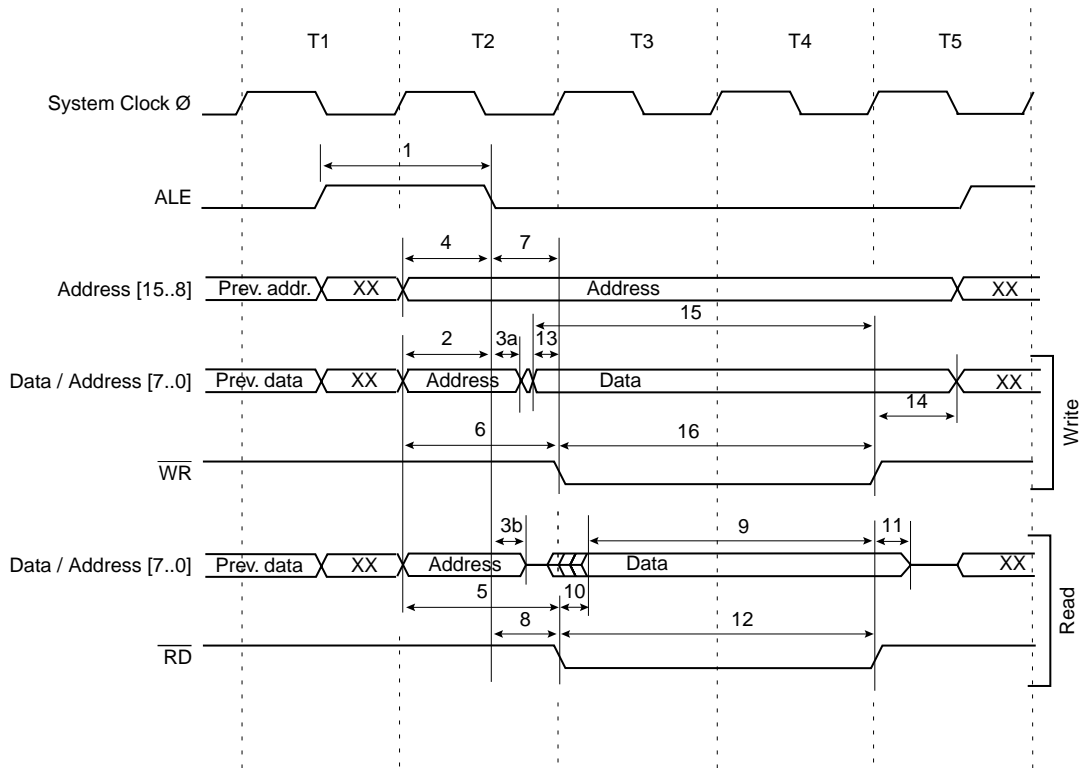 T1 T2 T3 T4 T5
System Clock Ø
1
ALE
4 7
Address [15..8] Prev. addr. XX Address XX
15
2 3a 13
Data / Address [7..0] Prev. data XX Address Data XX
14
6 16
WR
Write
3b 9 11
Data / Address [7..0] Prev. data XX Address Data XX
5 10
8 12
RD
Read